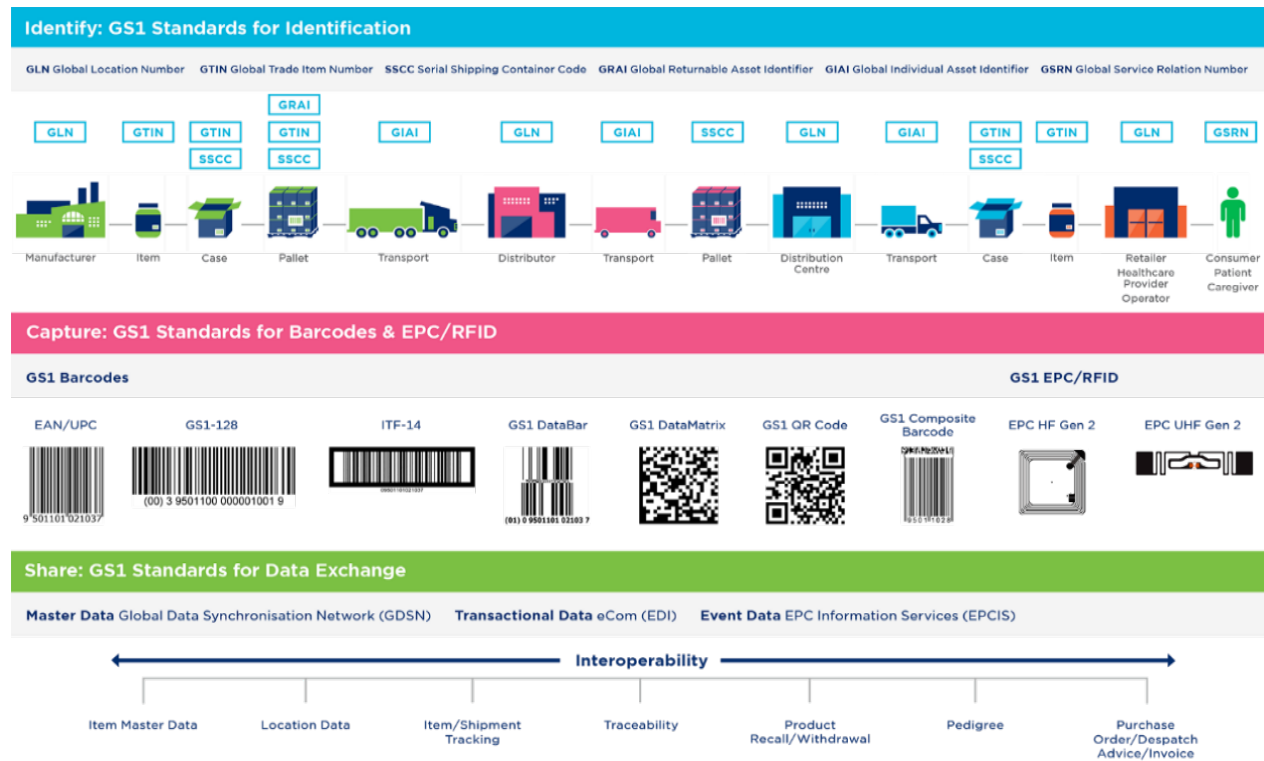 Identify: GS1 Standards for Identification
GLN Global Location Number GTIN Global Trade Item Number SSCC Serial Shipping Container Code GRAI Global Returnable Asset Identifier GIAI Global Individual Asset Identifier GSRN Global Service Relation Number
GRAI
GLN GTIN GTIN GTIN GIAI GLN GIAI SSCC GLN GIAI GTIN GTIN GLN GSRN
SSCC SSCC SSCC
Manufacturer Item Case Pallet Transport Distributor Transport Pallet Distribution Transport Case Item Retailer Consumer
Centre Healthcare Patient
Provider Caregiver
Operator
Capture: GS1 Standards for Barcodes & EPC/RFID
GS1 Barcodes GS1 EPC/RFID
EAN/UPC GS1-128 ITF-14 GS1 DataBar GS1 DataMatrix GS1 QR Code GS1 Composite EPC HF Gen 2 EPC UHF Gen 2
Barcode
9 501101 021037 (00) 3 9501100 000001001 9 (01) 0 9501101 02103 7
Share: GS1 Standards for Data Exchange
Master Data Global Data Synchronisation Network (GDSN) Transactional Data eCom (EDI) Event Data EPC Information Services (EPCIS)
Interoperability
Item Master Data Location Data Item/Shipment Traceability Product Pedigree Purchase
Tracking Recall/Withdrawal Order/Despatch
Advice/Invoice